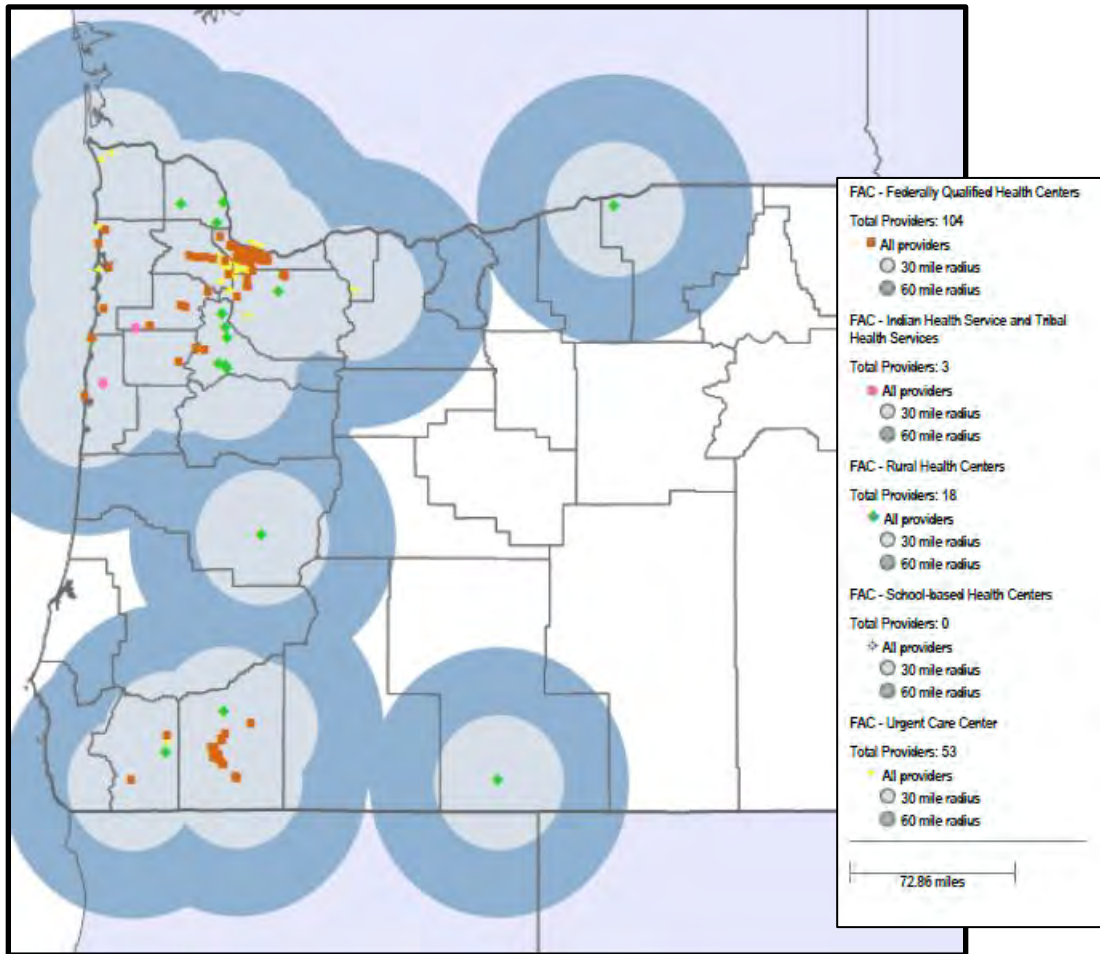 FAC - Federally Qualified Health Centers
Total Providers: 104
All providers
30 mile radius
60 mile radius
FAC - Indian Health Service and Tribal
Health Services
Total Providers: 3
All providers
30 mile radius
60 mile radius
FAC - Rural Health Centers
Total Providers: 18
All providers
30 mile radius
60 mile radius
FAC - School-based Health Centers
Total Providers: 0
All providers
30 mile radius
60 mile radius
FAC - Urgent Care Center
Total Providers: 53
All providers
30 mile radius
60 mile radius
72.86 miles